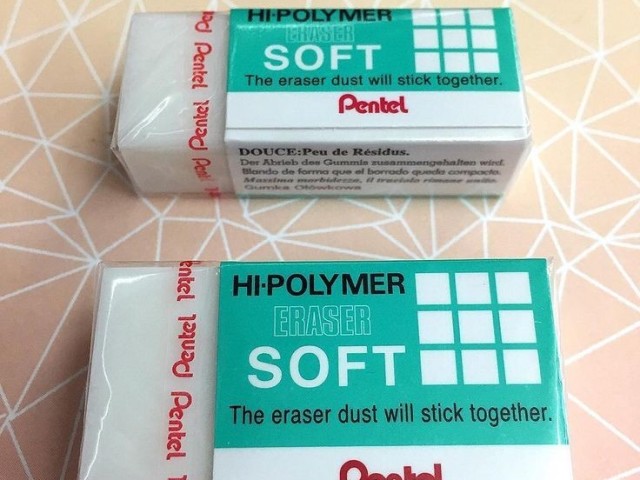 HI-POLYMER
ERASER
SOFT
The eraser dust will stick together.
Pentel
DOUCE:Peu de Résidus.
Der Abrieb des Gummis zusammengehalten wird.
Blando de forma que el borrado queda compacto.
Massima morbidezza, il truciolo rimane unito.
Gumka Ołówkowa
Pentel Pentel
HI-POLYMER
ERASER
SOFT
The eraser dust will stick together.
Pentel
Pentel Pentel